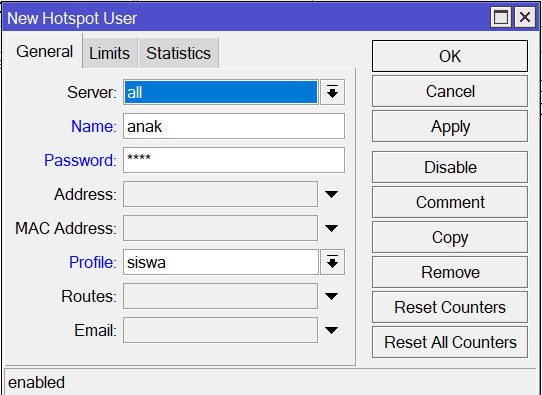 New Hotspot User
General Limits Statistics
Server: all
Name: anak
Password: ****
Address:
MAC Address:
Profile: siswa
Routes:
Email:
OK
Cancel
Apply
Disable
Comment
Copy
Remove
Reset Counters
Reset All Counters
enabled